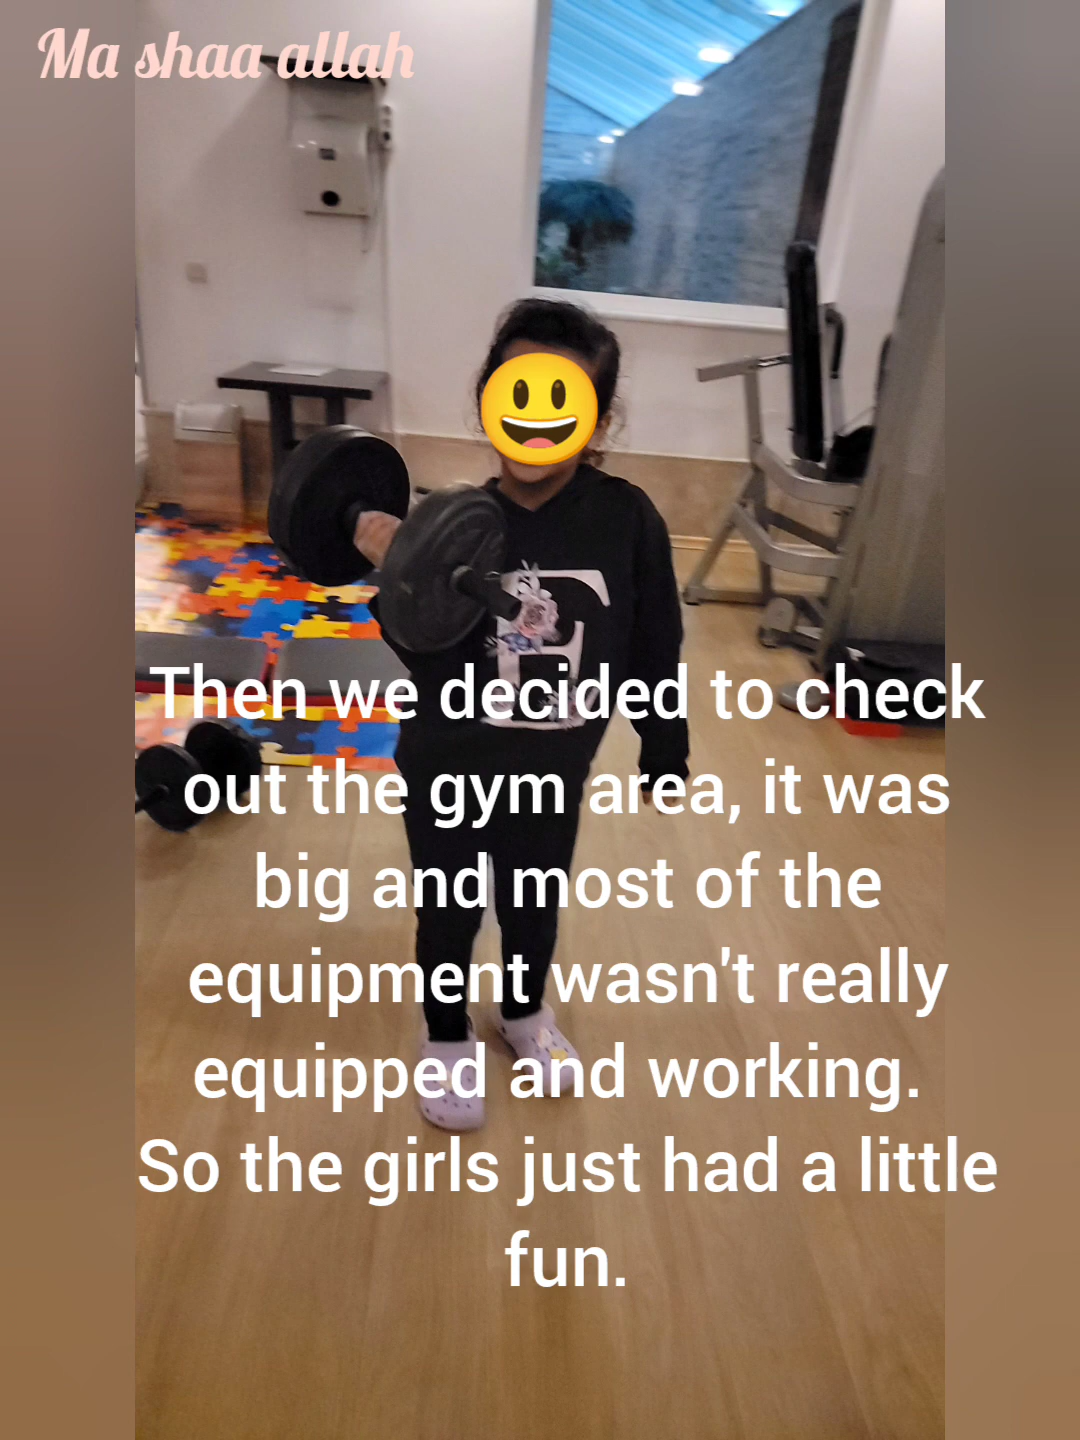 Ma shaa allah
E
Then we decided to check
out the gym area, it was
big and most of the
equipment wasn't really
equipped and working.
So the girls just had a little
fun.